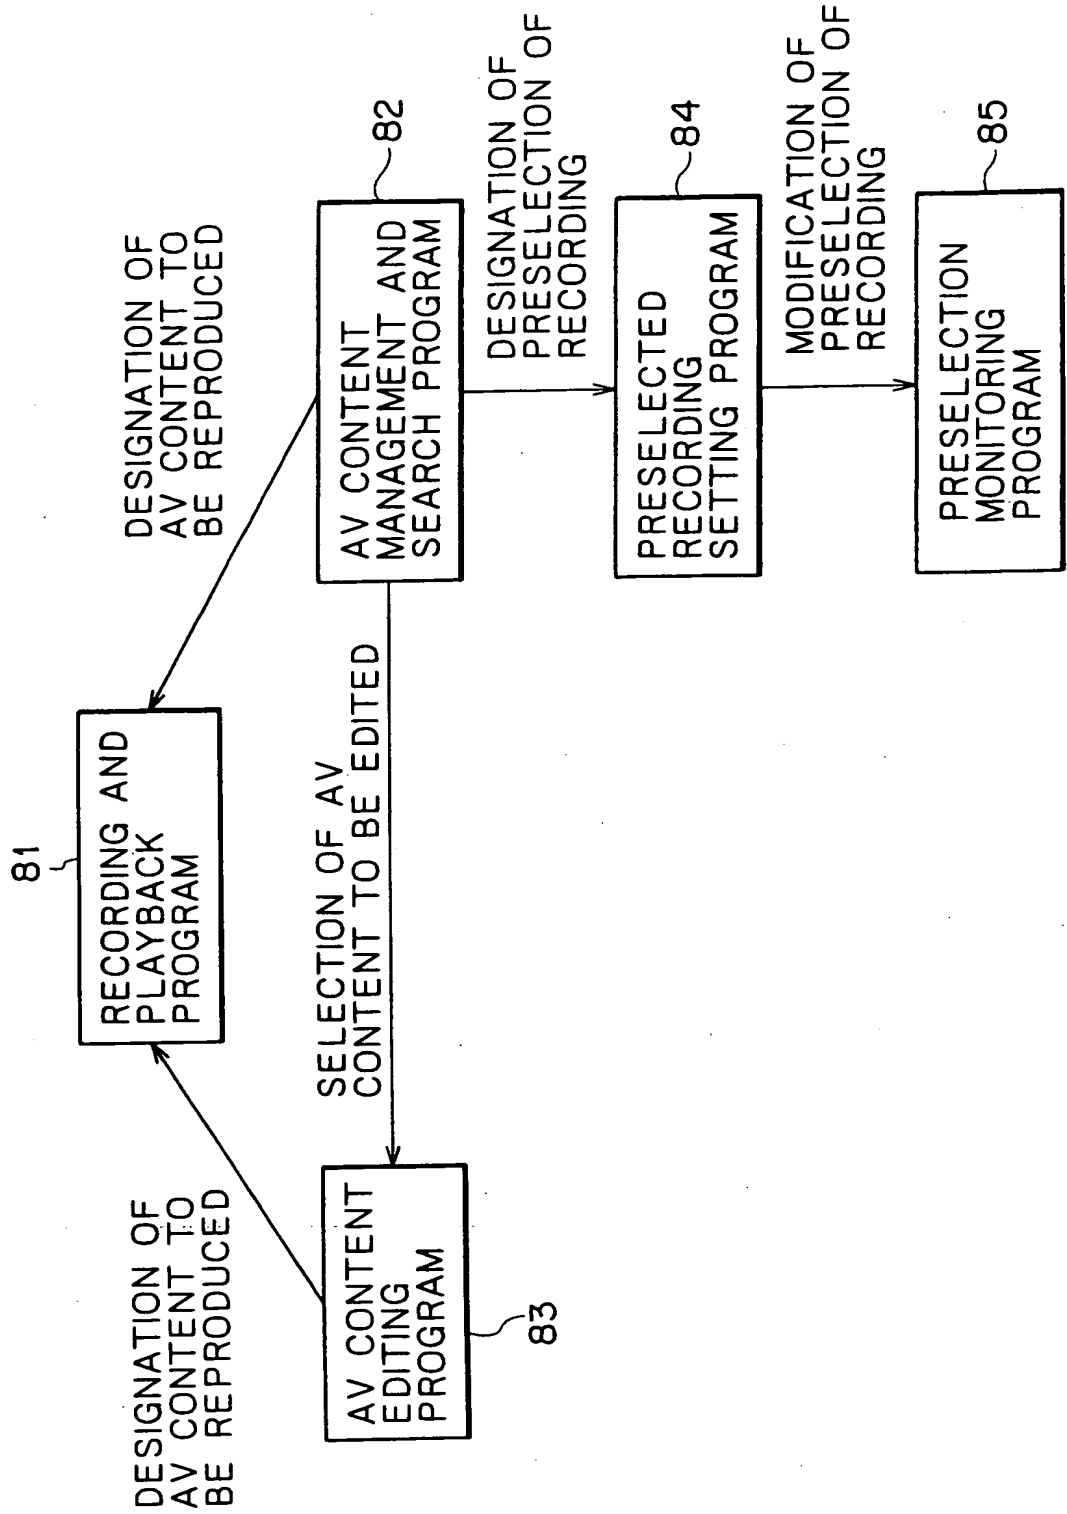 81
RECORDING AND
PLAYBACK
PROGRAM
DESIGNATION OF
AV CONTENT TO
BE REPRODUCED
DESIGNATION OF
AV CONTENT TO
BE REPRODUCED
AV CONTENT
EDITING
PROGRAM
83
SELECTION OF AV
CONTENT TO BE EDITED
AV CONTENT
MANAGEMENT AND
SEARCH PROGRAM
82
DESIGNATION OF
PRESELECTION OF
RECORDING
PRESELECTED
RECORDING
SETTING PROGRAM
84
MODIFICATION OF
PRESELECTION OF
RECORDING
PRESELECTION
MONITORING
PROGRAM
85